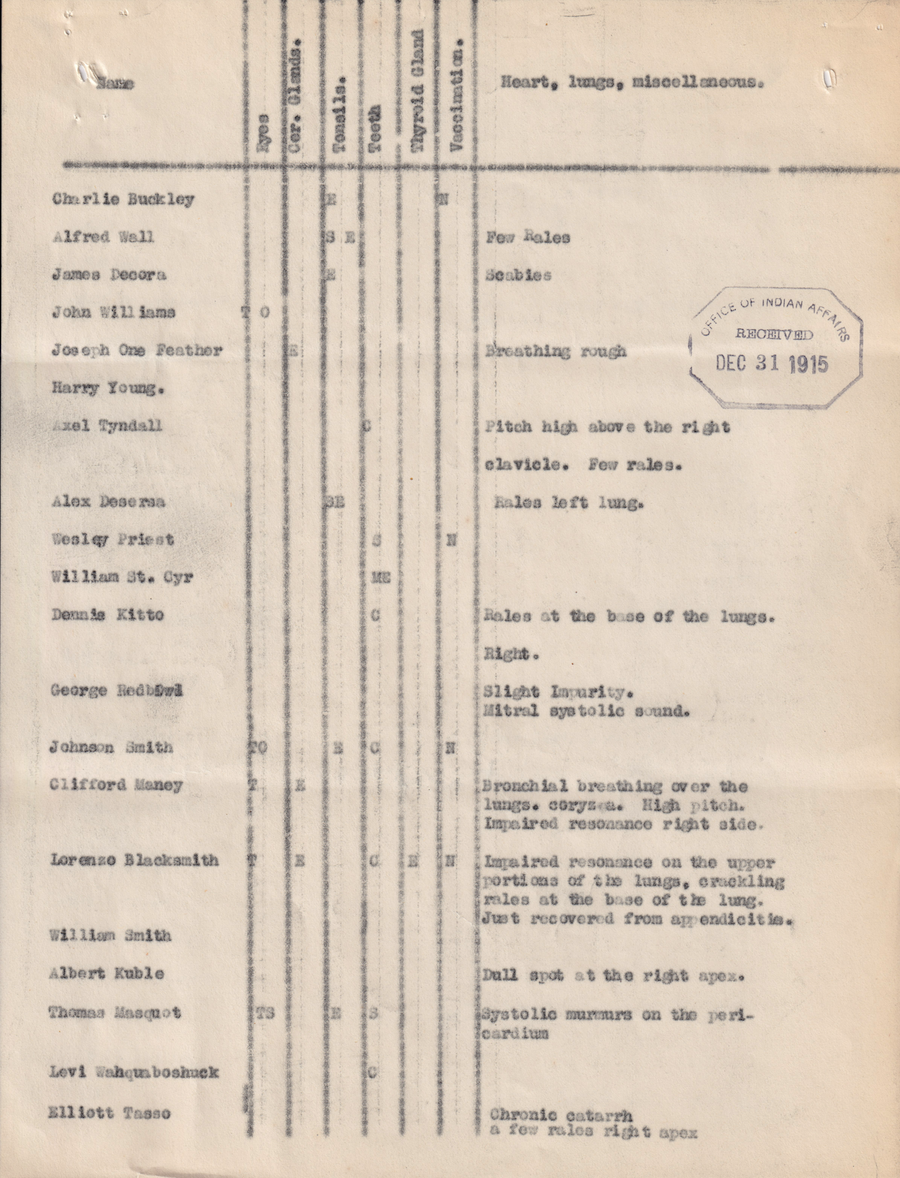 Name Eyes Cer. Glands. Tonsils. Teeth Thyroid Gland Vaccination. Heart, lungs, miscellaneous.
Charlie Buckley E N
Alfred Wall S E Few Rales
James Decora E Scabies
John Williams T O
OFFICE OF INDIAN AFFAIRS
RECEIVED
DEC 31 1915
Joseph One Feather E Breathing rough
Harry Young.
Axel Tyndall C Pitch high above the right
clavicle. Few rales.
Alex Desersa SE Rales left lung.
Wesley Priest S N
William St. Cyr ME
Dennis Kitto C Rales at the base of the lungs.
Right.
George Slight Impurity.
Mitral systolic sound.
Johnson Smith TO E C N
Clifford Maney T E Bronchial breathing over the
lungs. coryza. High pitch.
Impaired resonance right side.
Lorenzo Blacksmith T E C E N Impaired resonance on the upper
portions of the lungs, crackling
rales at the base of the lung.
Just recovered from appendicitis.
William Smith
Albert Kuble Dull spot at the right apex.
Thomas Masquot TS E S Systolic murmurs on the peri-
cardium
Levi Wahquaboshuck C
Elliott Tasso Chronic catarrh
a few rales right apex